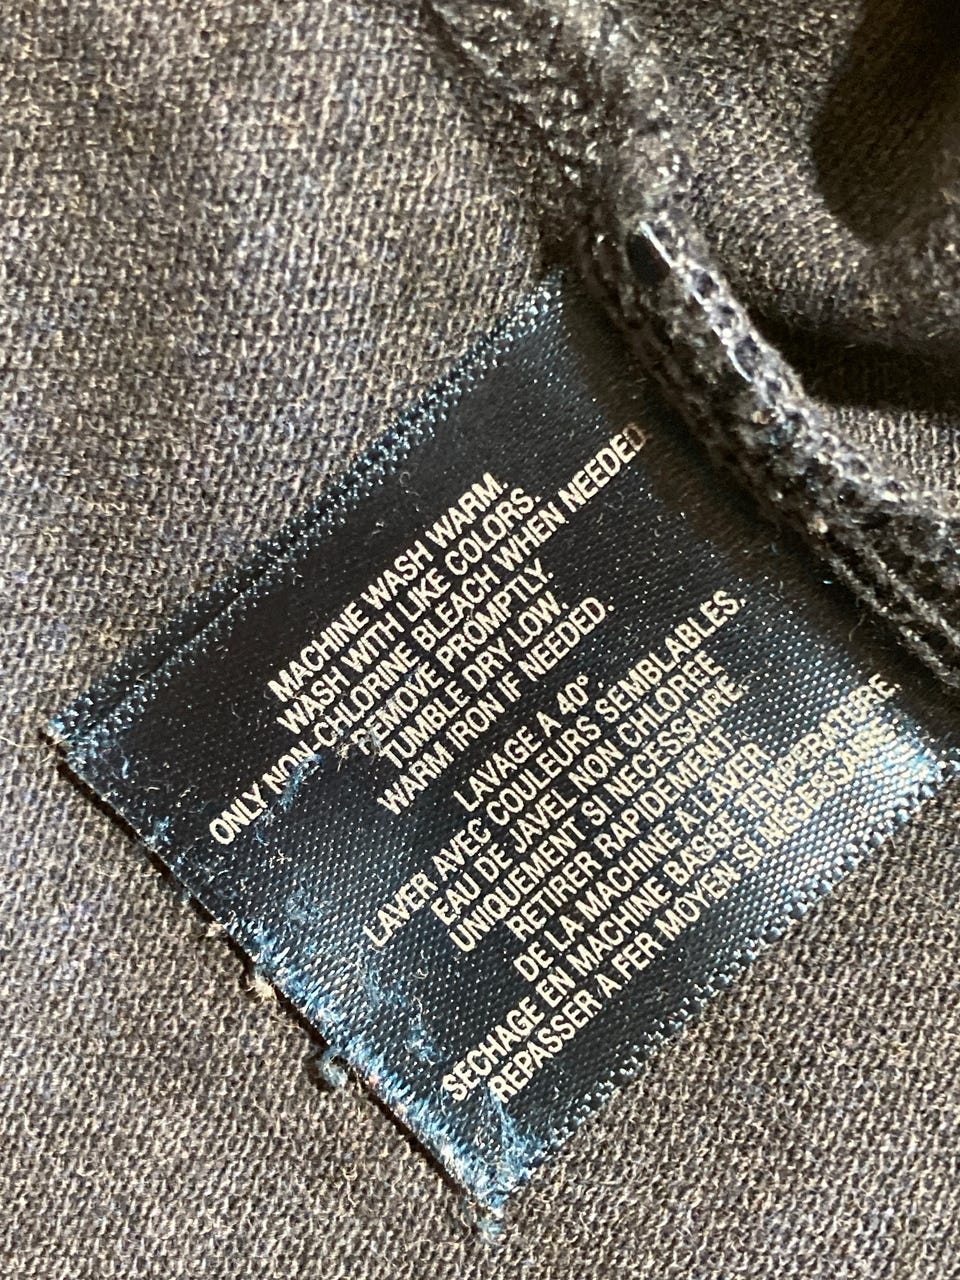 MACHINE WASH WARM.
WASH WITH LIKE COLORS.
ONLY NON-CHLORINE BLEACH WHEN NEEDED.
REMOVE PROMPTLY.
TUMBLE DRY LOW.
WARM IRON IF NEEDED.
LAVAGE A 40°
LAVER AVEC COULEURS SEMBLABLES.
EAU DE JAVEL NON CHLORÉE
UNIQUEMENT SI NECESSAIRE.
RETIRER RAPIDEMENT
DE LA MACHINE A LAVER
SECHAGE EN MACHINE BASSE TEMPERATURE.
REPASSER A FER MOYEN SI NECESSAIRE.